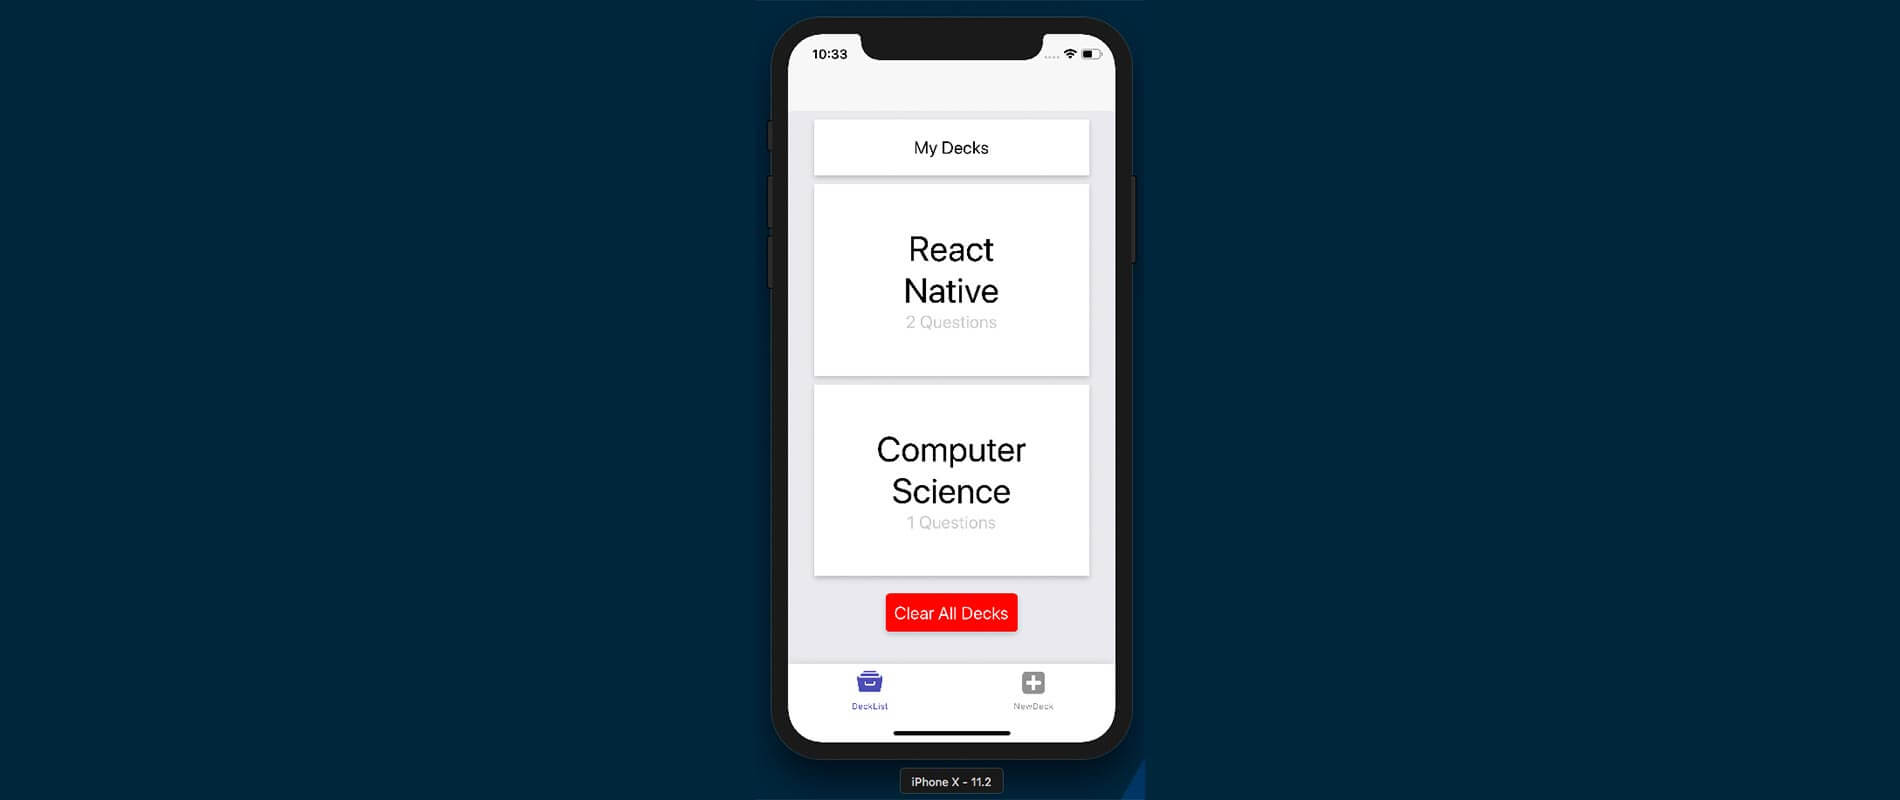 10:33
My Decks
React
Native
2 Questions
Computer
Science
1 Questions
Clear All Decks
DeckList
NewDeck
iPhone X - 11.2